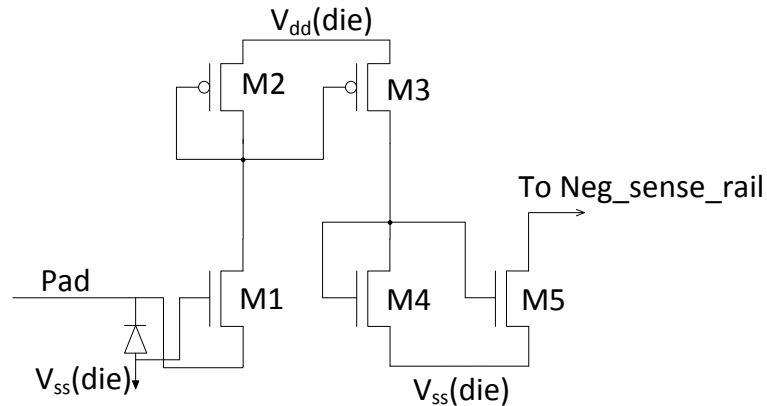 Vdd(die)
M2
M3
To Neg_sense_rail
Pad
M1
M4
M5
Vss(die)
Vss(die)